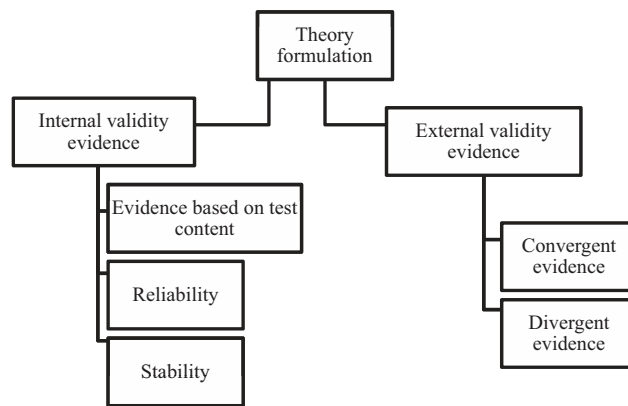 Theory
formulation
Internal validity
evidence
External validity
evidence
Evidence based on test
content
Reliability
Stability
Convergent
evidence
Divergent
evidence